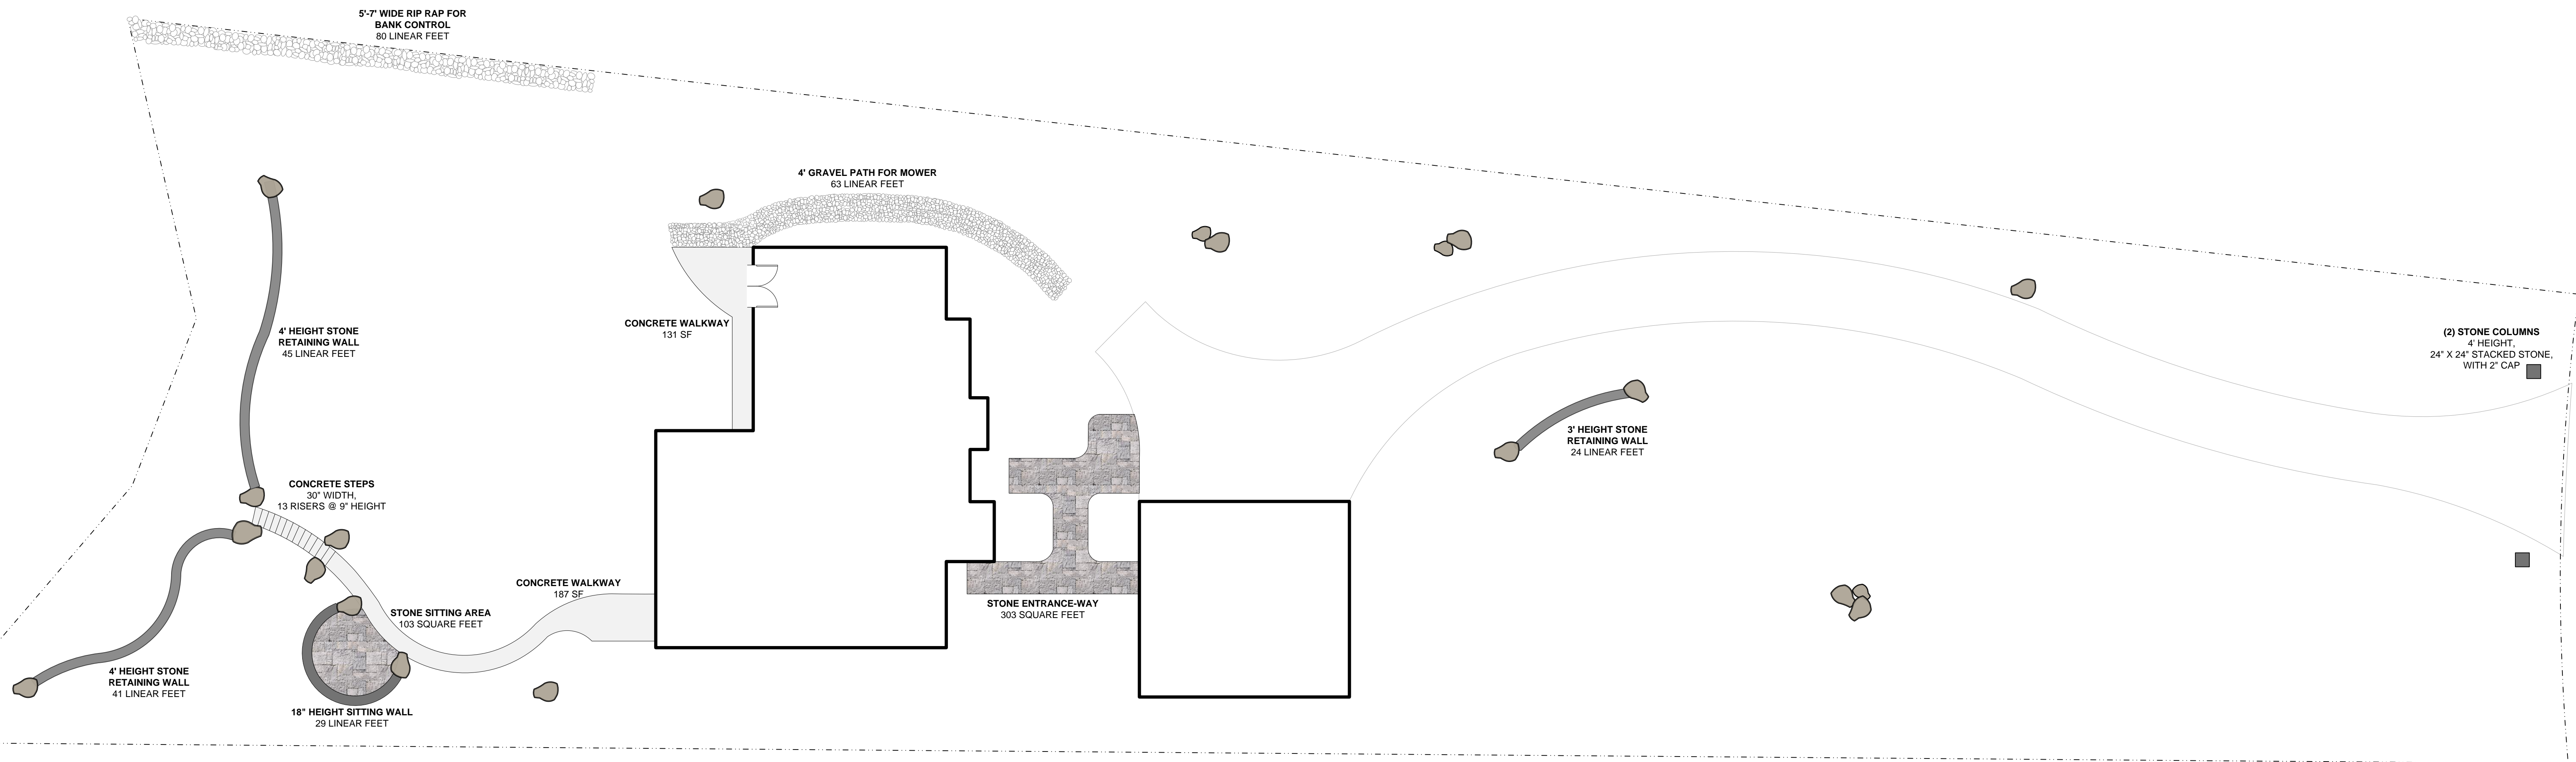 5'-7' WIDE RIP RAP FOR
BANK CONTROL
80 LINEAR FEET
4' GRAVEL PATH FOR MOWER
63 LINEAR FEET
4' HEIGHT STONE
RETAINING WALL
45 LINEAR FEET
CONCRETE WALKWAY
131 SF
(2) STONE COLUMNS
4' HEIGHT,
24" X 24" STACKED STONE,
WITH 2" CAP
3' HEIGHT STONE
RETAINING WALL
24 LINEAR FEET
CONCRETE STEPS
30" WIDTH,
13 RISERS @ 9" HEIGHT
CONCRETE WALKWAY
187 SF
STONE SITTING AREA
103 SQUARE FEET
STONE ENTRANCE-WAY
303 SQUARE FEET
4' HEIGHT STONE
RETAINING WALL
41 LINEAR FEET
18" HEIGHT SITTING WALL
29 LINEAR FEET